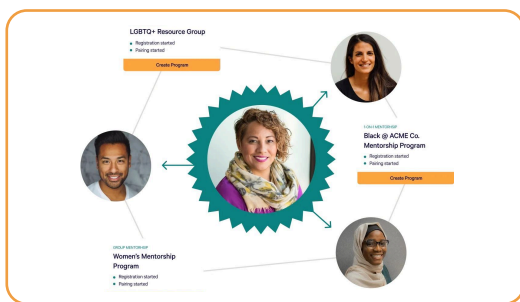 LGBTQ+ Resource Group
Registration started
Pairing started
Create Program
1-ON-1 MENTORSHIP
Black @ ACME Co.
Mentorship Program
Registration started
Pairing started
Create Program
GROUP MENTORSHIP
Women's Mentorship
Program
Registration started
Pairing started